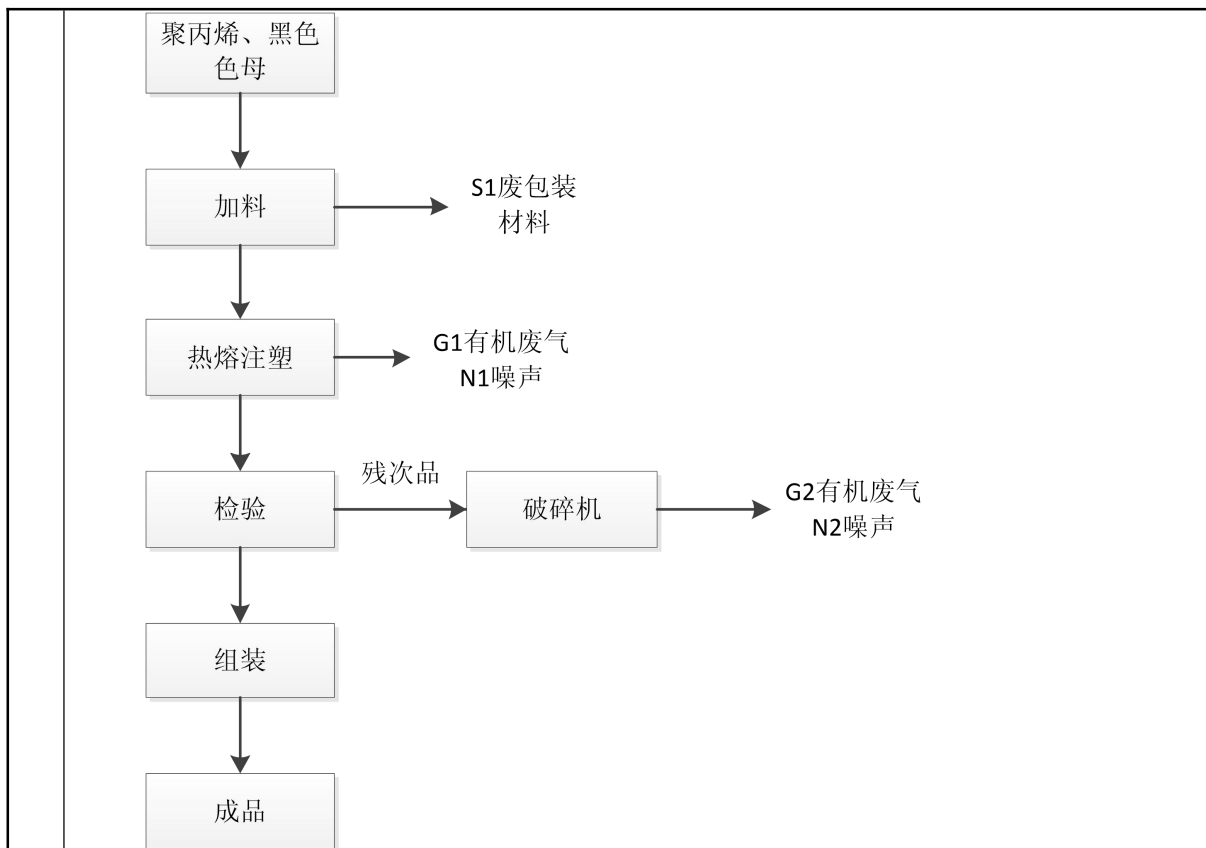 聚丙烯、黑色
色母
加料
S1废包装
材料
热熔注塑
G1有机废气
N1噪声
残次品
检验
破碎机
G2有机废气
N2噪声
组装
成品